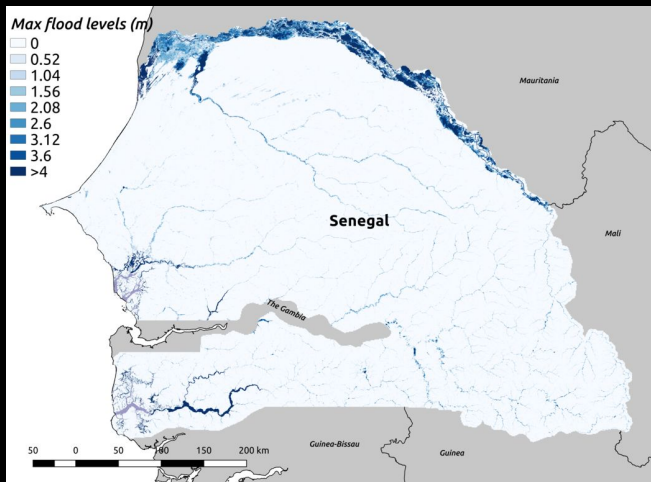 Max flood levels (m)
0
0.52
1.04
1.56
2.08
2.6
3.12
3.6
>4
Mauritania
Senegal
Mali
The Gambia
Guinea-Bissau
Guinea
50 0 50 100 150 200 km